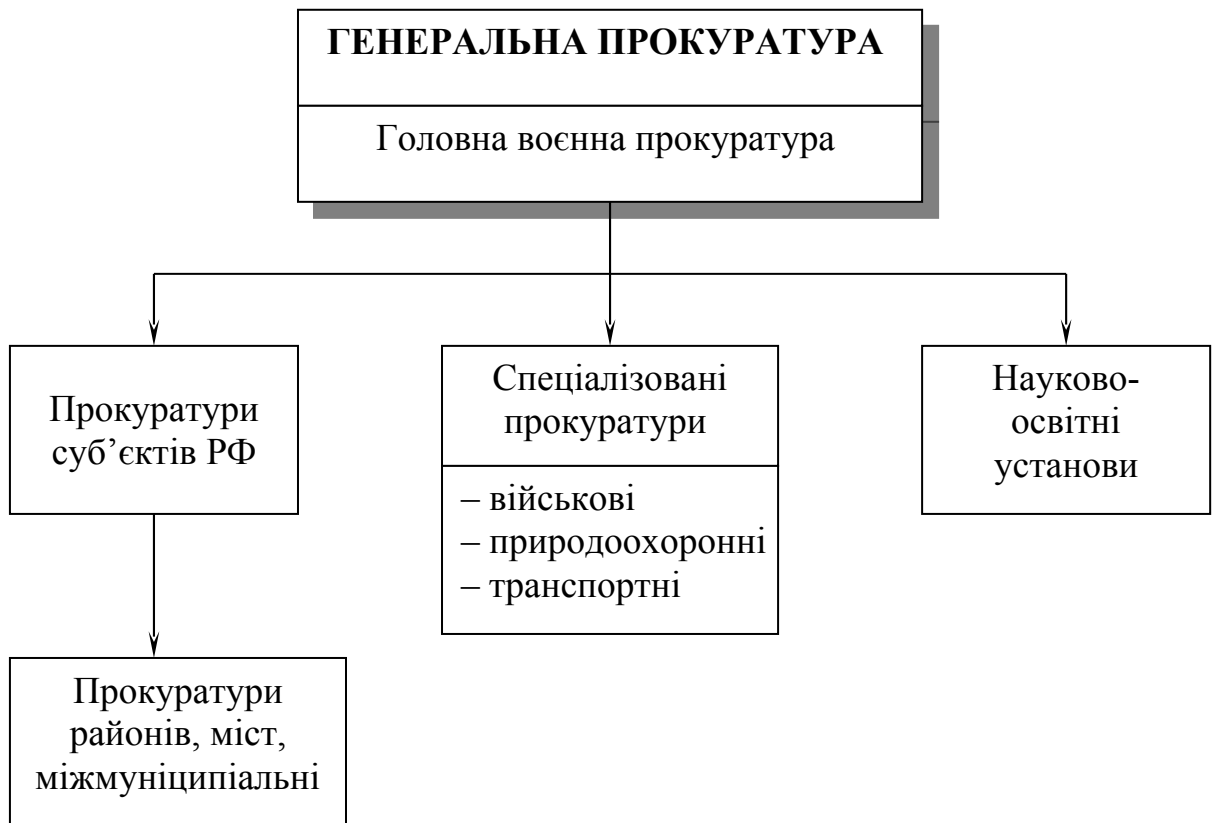 ГЕНЕРАЛЬНА ПРОКУРАТУРА
Головна воєнна прокуратура
Прокуратури
суб’єктів РФ
Спеціалізовані
прокуратури
– військові
– природоохоронні
– транспортні
Науково-
освітні
установи
Прокуратури
районів, міст,
міжмуніципіальні